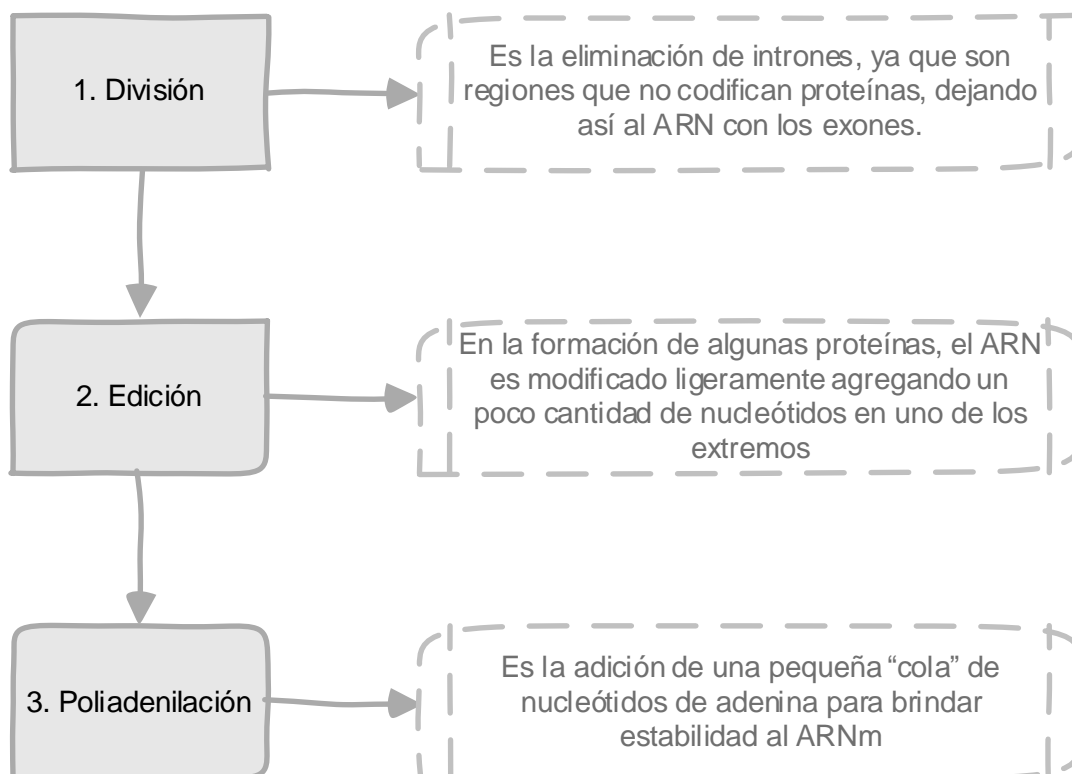 1. División
Es la eliminación de intrones, ya que son
regiones que no codifican proteínas, dejando
así al ARN con los exones.
2. Edición
En la formación de algunas proteínas, el ARN
es modificado ligeramente agregando un
poco cantidad de nucleótidos en uno de los
extremos
3. Poliadenilación
Es la adición de una pequeña “cola” de
nucleótidos de adenina para brindar
estabilidad al ARNm